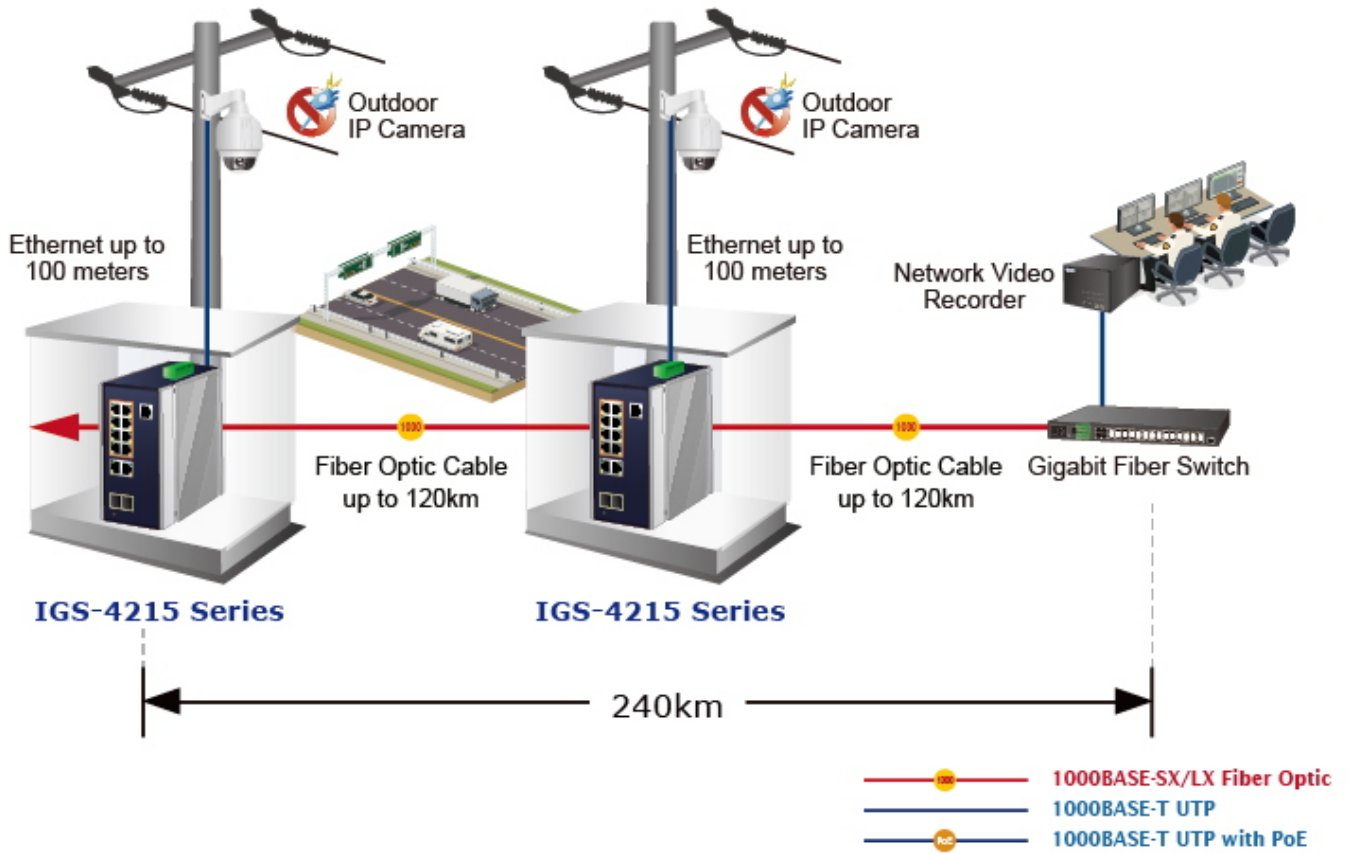 Outdoor
IP Camera
Outdoor
IP Camera
Ethernet up to
100 meters
Ethernet up to
100 meters
Network Video
Recorder
1000
1000
Fiber Optic Cable
up to 120km
Fiber Optic Cable
up to 120km
Gigabit Fiber Switch
IGS-4215 Series
IGS-4215 Series
240km
1000 1000BASE-SX/LX Fiber Optic
1000BASE-T UTP
PoE 1000BASE-T UTP with PoE